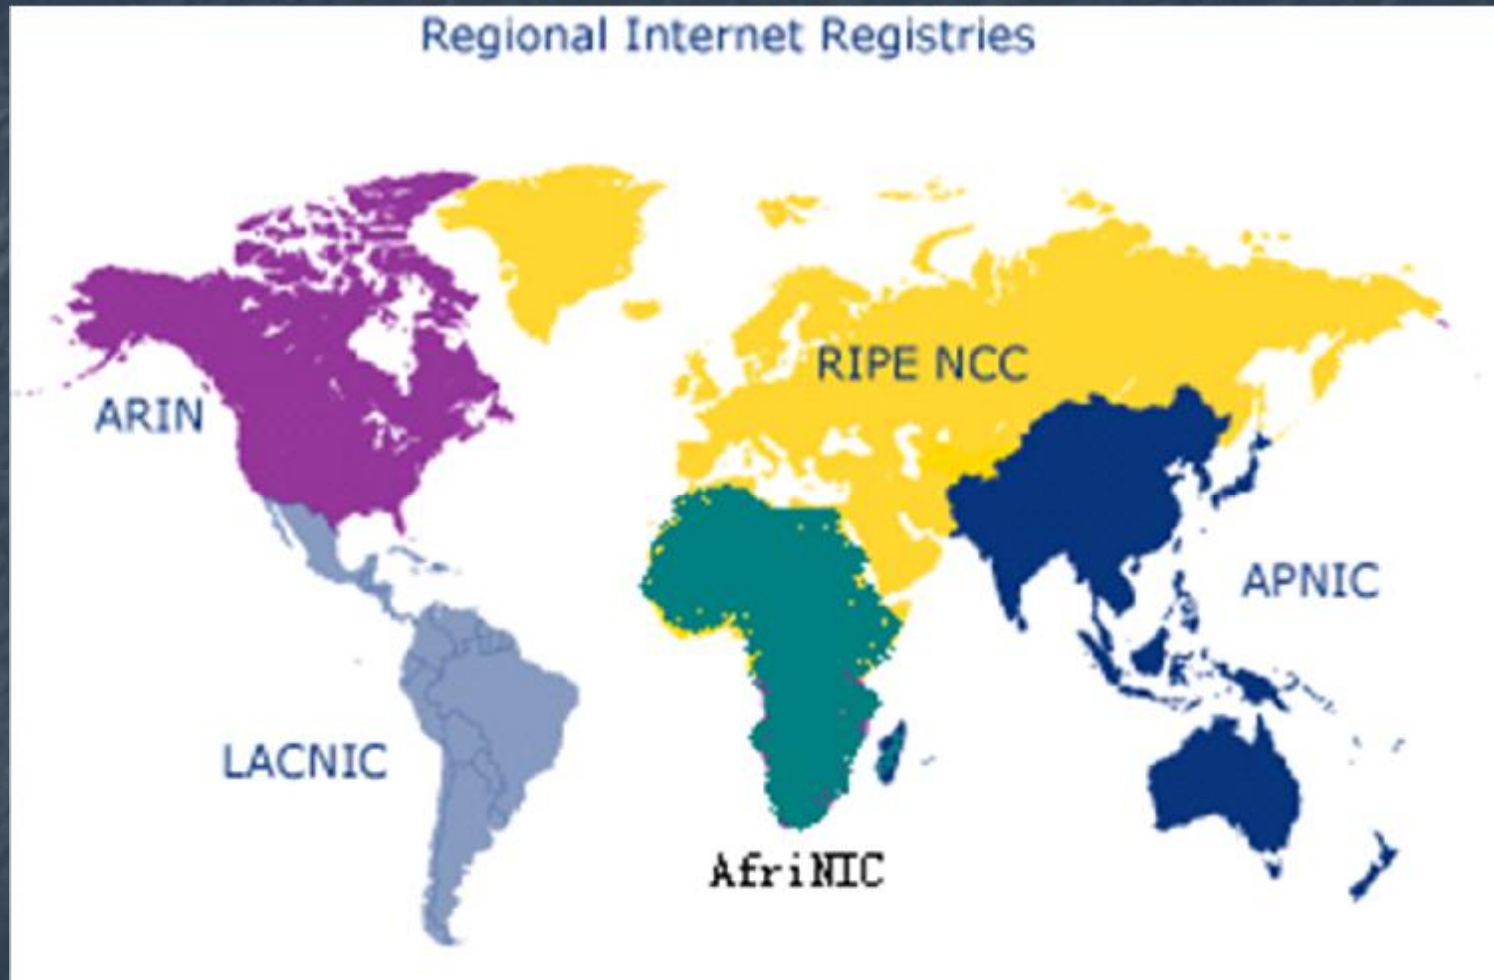 Regional Internet Registries
RIPE NCC
ARIN
APNIC
LACNIC
AfriNIC